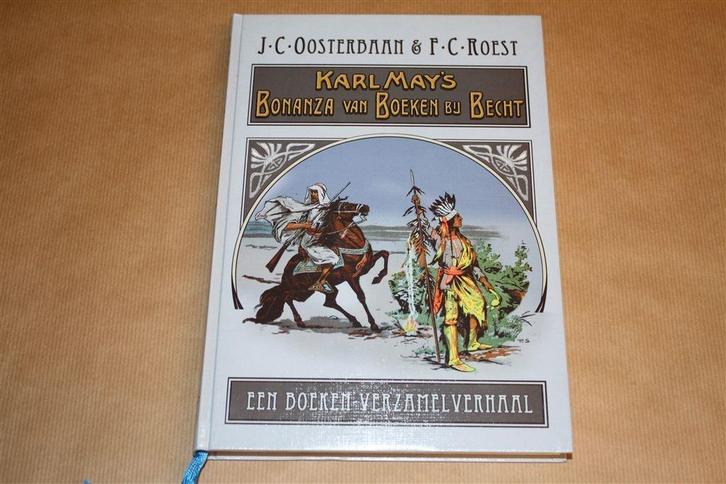 J·C·OOSTERBAAN & F·C·ROEST
KARL MAY'S
BONANZA VAN BOEKEN BIJ BECHT
EEN BOEKEN-VERZAMELVERHAAL